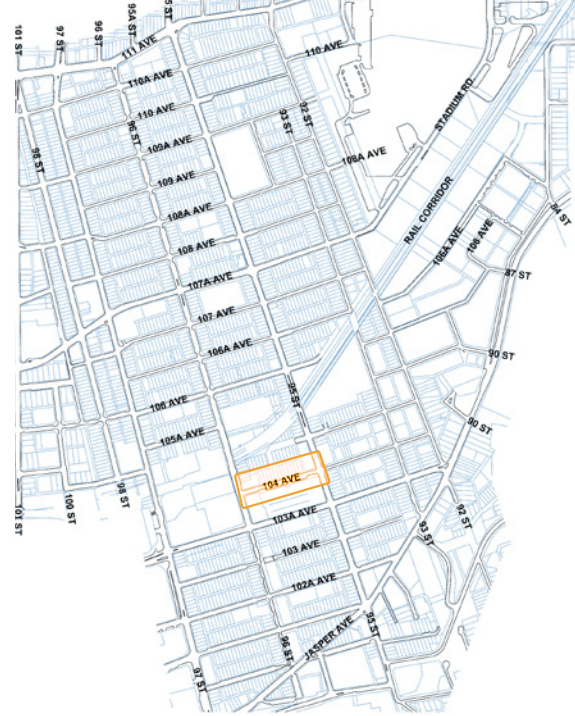 95A ST
95 ST
101 ST
97 ST
96 ST
111 AVE
110 AVE
110A AVE
92 ST
93 ST
STADIUM RD
110 AVE
96 ST
109A AVE
98 ST
108A AVE
109 AVE
84 ST
108A AVE
RAIL CORRIDOR
106A AVE
106 AVE
108 AVE
107A AVE
87 ST
107 AVE
106A AVE
90 ST
95 ST
106 AVE
105A AVE
90 ST
104 AVE
101 ST
100 ST
98 ST
103A AVE
92 ST
93 ST
103 AVE
102A AVE
95 ST
JASPER AVE
96 ST
97 ST